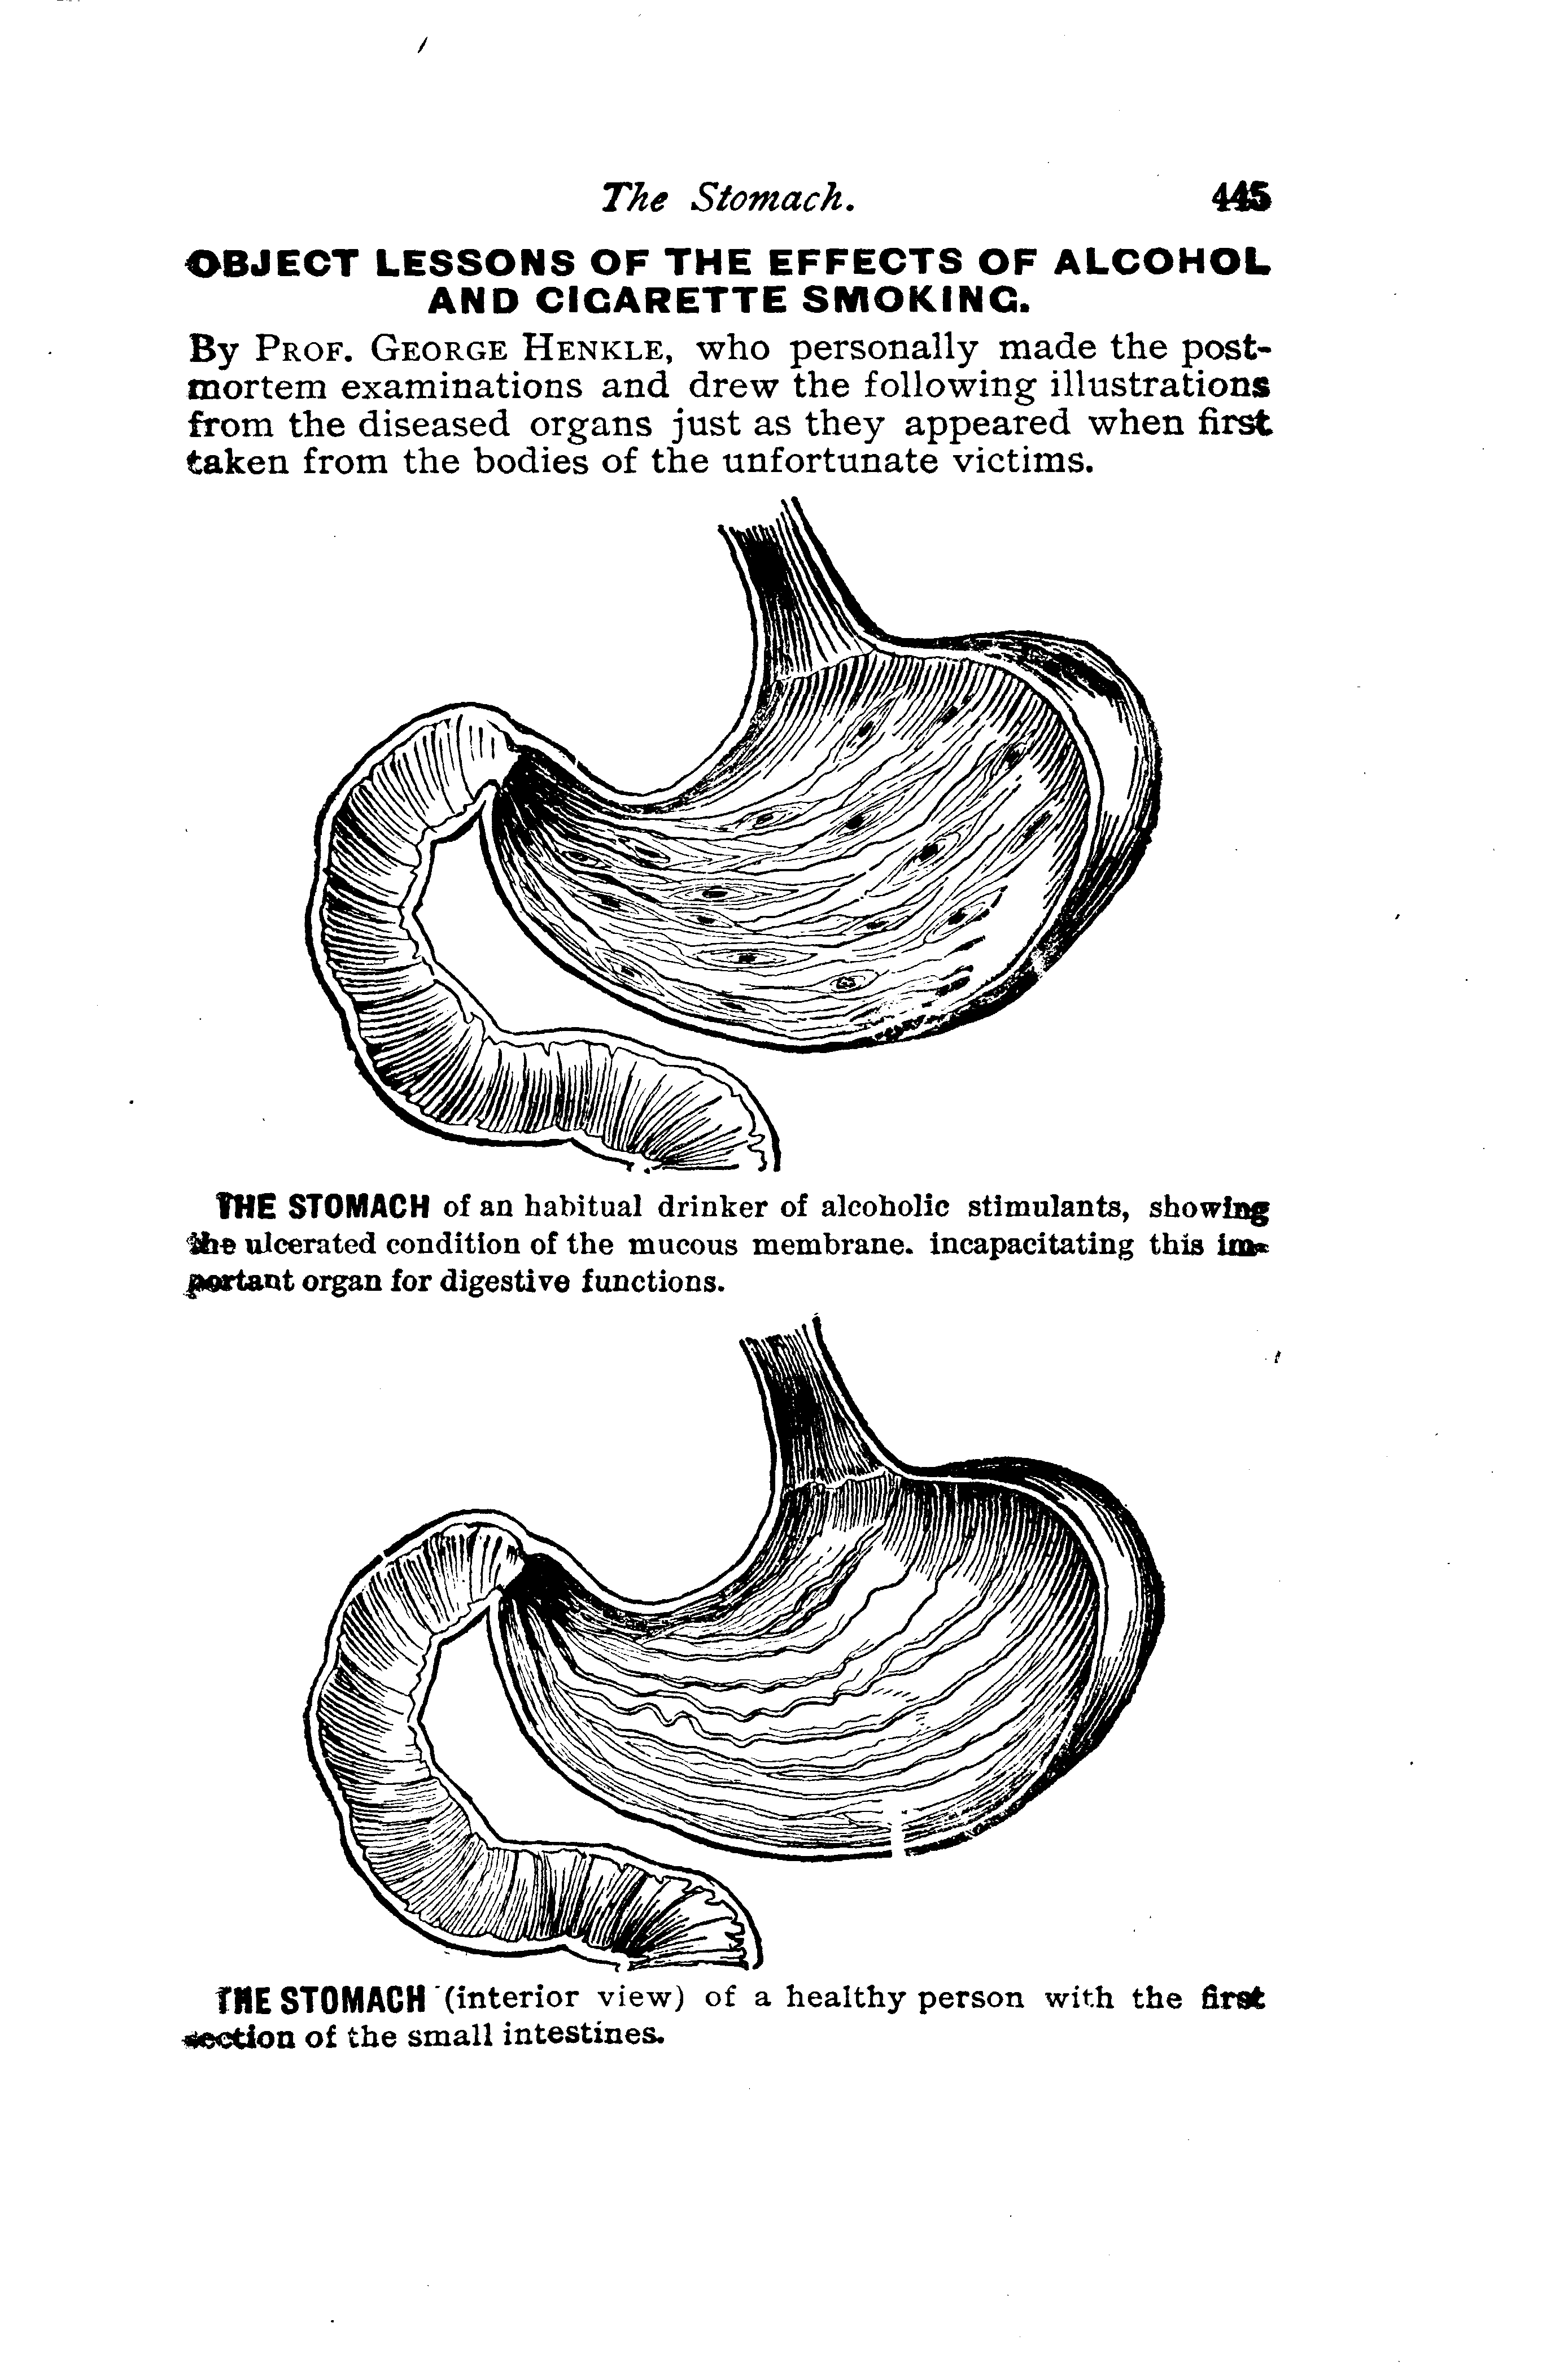 The Stomach. 445
OBJECT LESSONS OF THE EFFECTS OF ALCOHOL
AND CIGARETTE SMOKING.
By PROF. GEORGE HENKLE, who personally made the post-
mortem examinations and drew the following illustrations
from the diseased organs just as they appeared when first
taken from the bodies of the unfortunate victims.
THE STOMACH of an habitual drinker of alcoholic stimulants, showing
the ulcerated condition of the mucous membrane. incapacitating this im-
portant organ for digestive functions.
THE STOMACH (interior view) of a healthy person with the first
section of the small intestines.